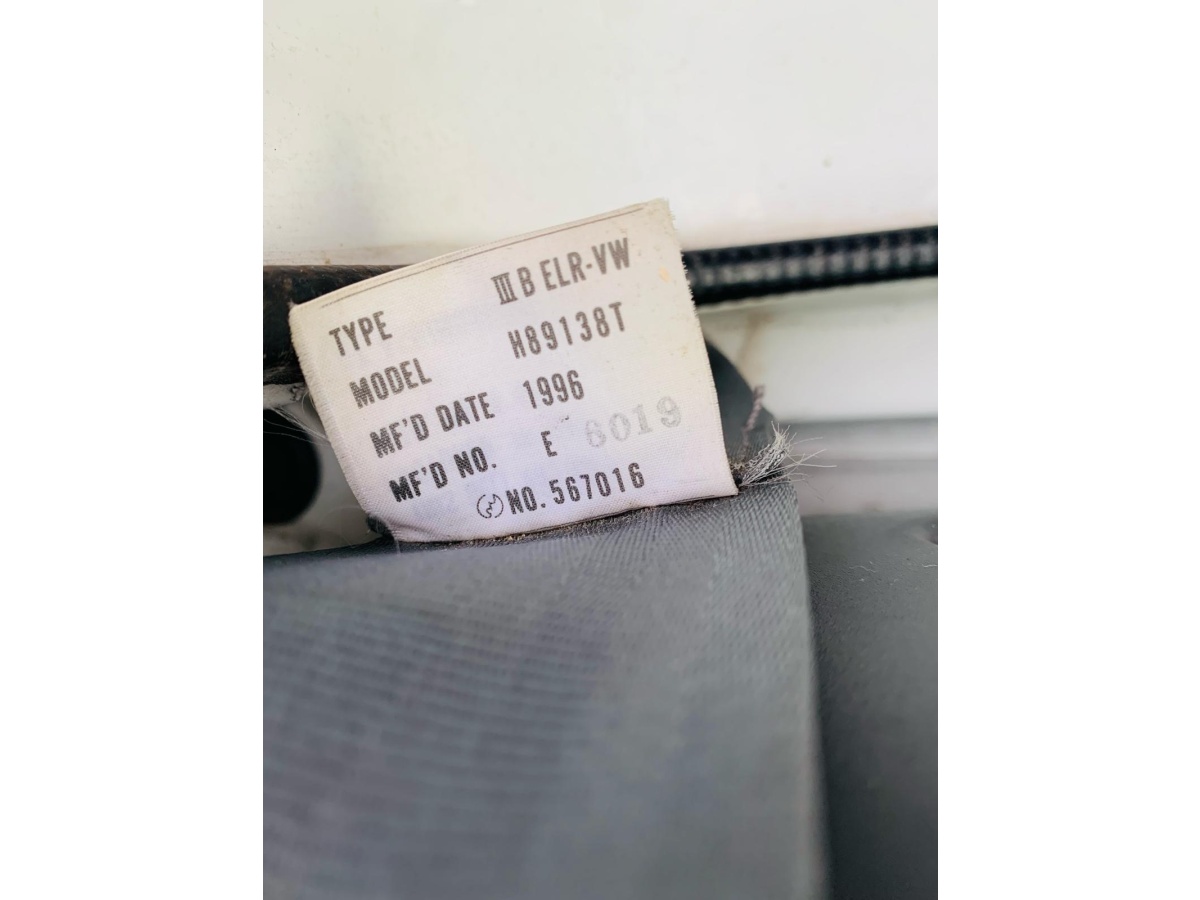 TYPE ⅢB ELR-VW
MODEL H89138T
MF'D DATE 1996
MF'D NO. E 6019
NO. 567016